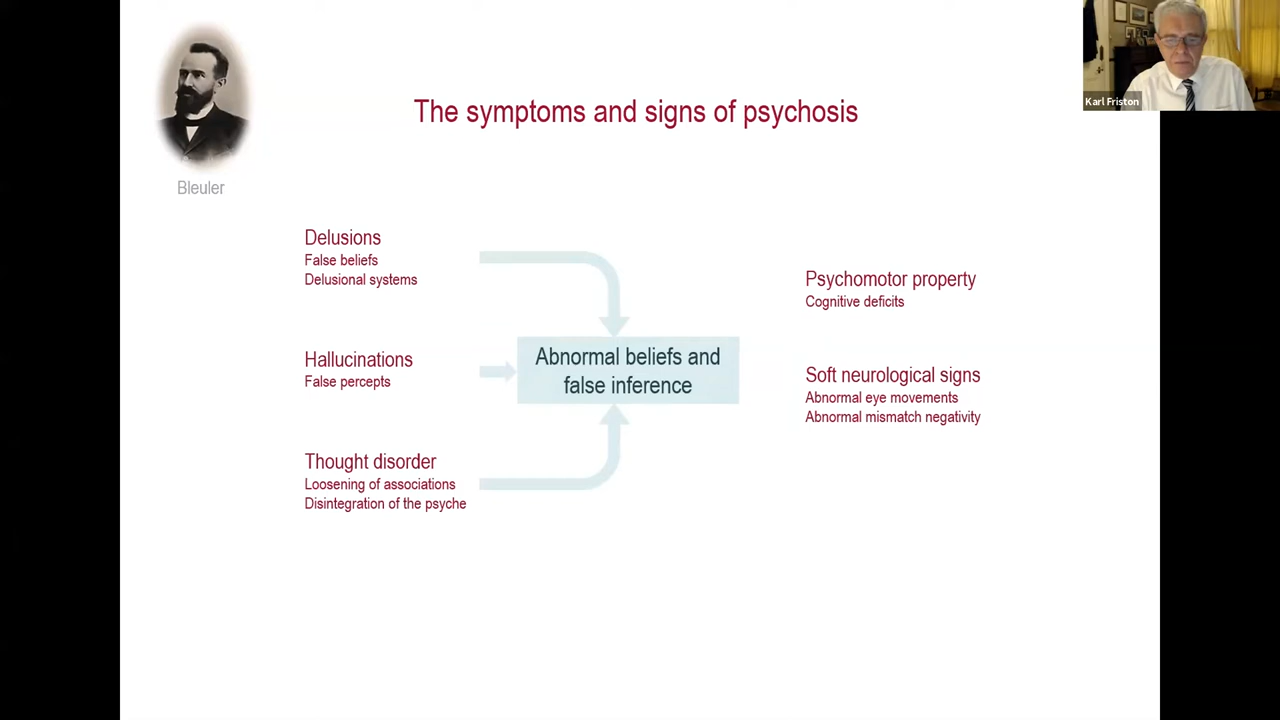 Karl Friston
The symptoms and signs of psychosis
Bleuler
Delusions
False beliefs
Delusional systems
Hallucinations
False percepts
Thought disorder
Loosening of associations
Disintegration of the psyche
Abnormal beliefs and
false inference
Psychomotor property
Cognitive deficits
Soft neurological signs
Abnormal eye movements
Abnormal mismatch negativity